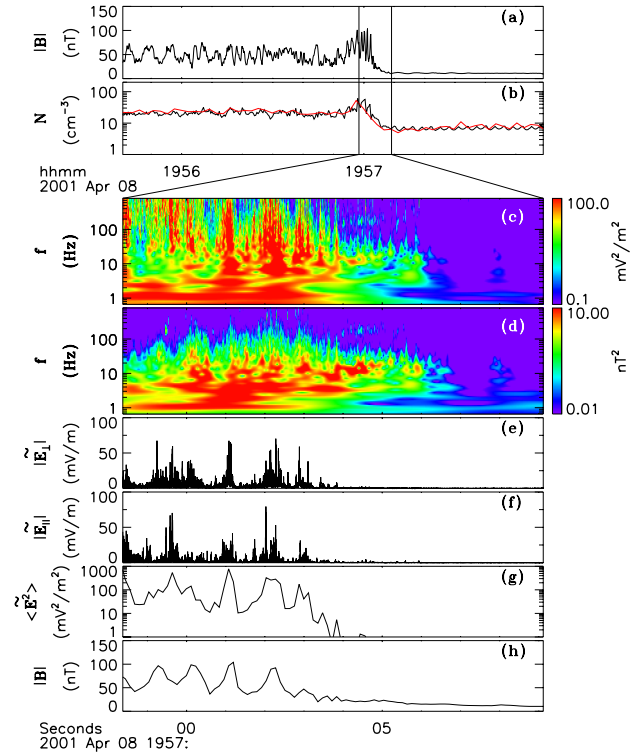 (a)
150
100
50
0
|B|
(nT)
(b)
100
10
1
N
(cm⁻³)
hhmm
1956
1957
2001 Apr 08
(c)
100
10
1
f
(Hz)
100.0
0.1
mV²/m²
(d)
100
10
1
f
(Hz)
10.00
0.01
nT²
(e)
100
50
0
|Ẽ⊥|
(mV/m)
(f)
100
50
0
|Ẽ||||
(mV/m)
(g)
1000
100
10
1
<Ẽ²>
(mV²/m²)
(h)
150
100
50
0
|B|
(nT)
Seconds
00
05
2001 Apr 08 1957: